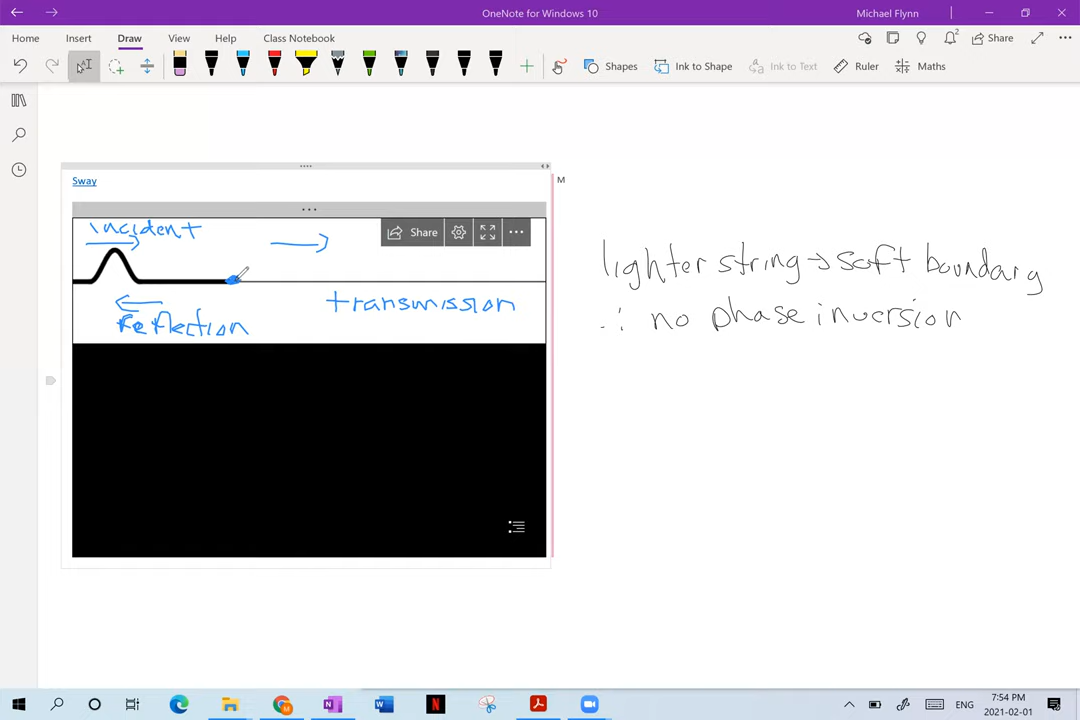 OneNote for Windows 10
Michael Flynn
Home Insert Draw View Help Class Notebook
Share
Shapes Ink to Shape Ink to Text Ruler Maths
Sway
M
Share
incident
transmission
Reflection
lighter string → soft boundary
∴ no phase inversion
7:54 PM
ENG
2021-02-01